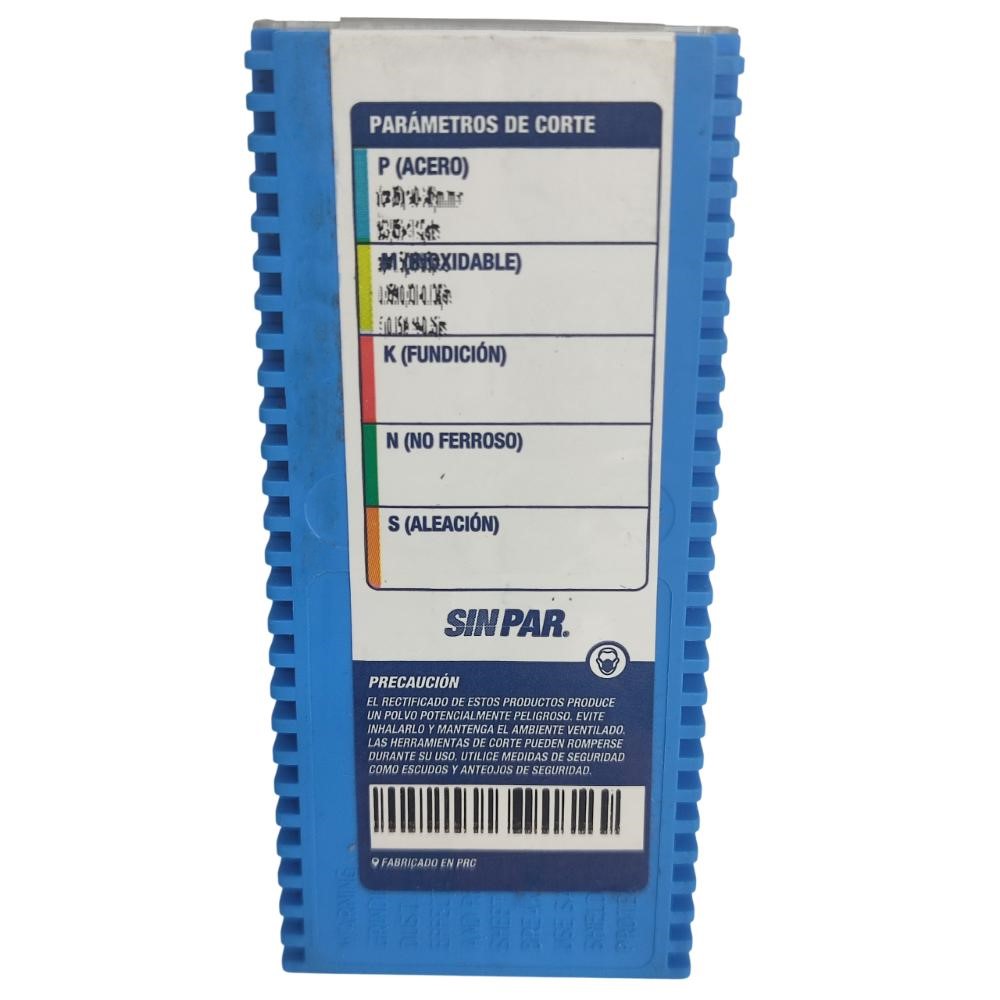 PARÁMETROS DE CORTE
P (ACERO)
M (INOXIDABLE)
K (FUNDICIÓN)
N (NO FERROSO)
S (ALEACIÓN)
SINPAR®
PRECAUCIÓN
EL RECTIFICADO DE ESTOS PRODUCTOS PRODUCE
UN POLVO POTENCIALMENTE PELIGROSO. EVITE
INHALARLO Y MANTENGA EL AMBIENTE VENTILADO.
LAS HERRAMIENTAS DE CORTE PUEDEN ROMPERSE
DURANTE SU USO. UTILICE MEDIDAS DE SEGURIDAD
COMO ESCUDOS Y ANTEOJOS DE SEGURIDAD.
FABRICADO EN PRC
WARNING